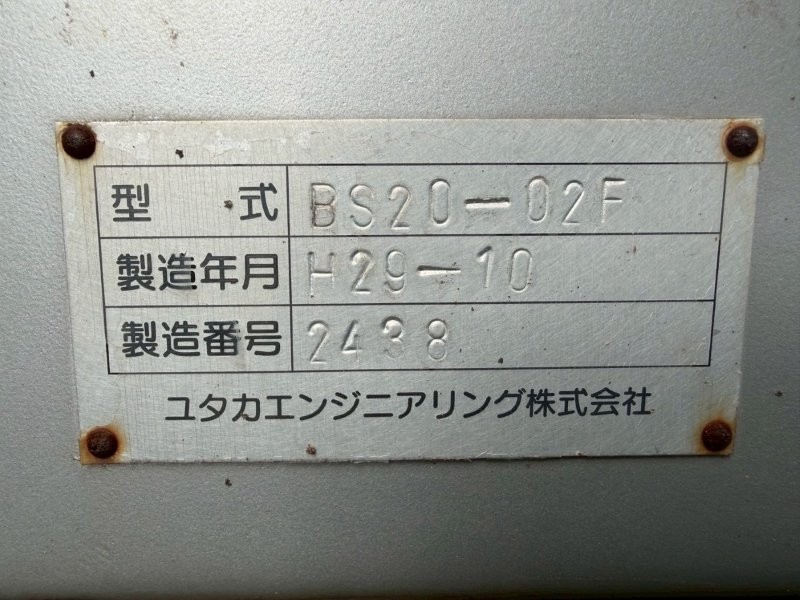 型式 BS20-02F
製造年月 H29-10
製造番号 2438
ユタカエンジニアリング株式会社